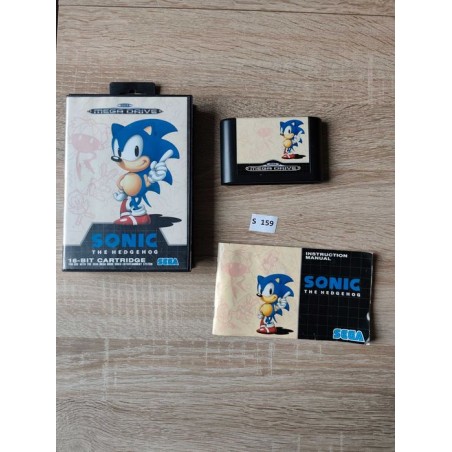 MEGA DRIVE
SONIC
THE HEDGEHOG
16-BIT CARTRIDGE
SEGA
MEGA DRIVE
S 159
INSTRUCTION
MANUAL
SONIC
THE HEDGEHOG
SEGA